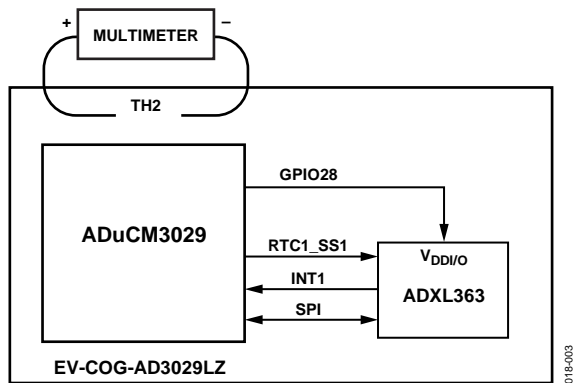 + MULTIMETER –
TH2
GPIO28
ADuCM3029
RTC1_SS1
VDDI/O
INT1
ADXL363
SPI
EV-COG-AD3029LZ
018-003